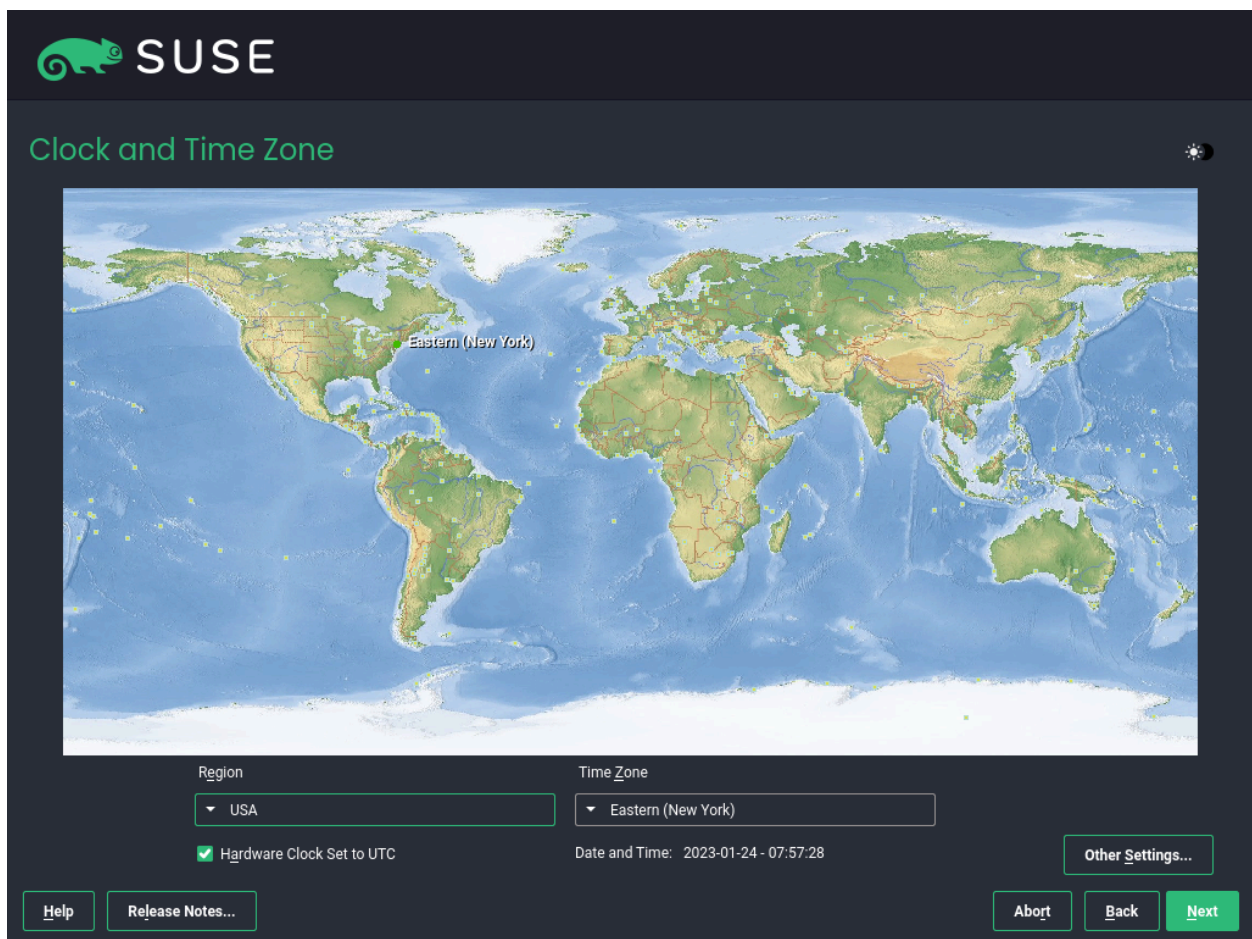 SUSE
Clock and Time Zone
Eastern (New York)
Region
Time Zone
USA
Eastern (New York)
Hardware Clock Set to UTC
Date and Time: 2023-01-24 - 07:57:28
Other Settings...
Help
Release Notes...
Abort
Back
Next